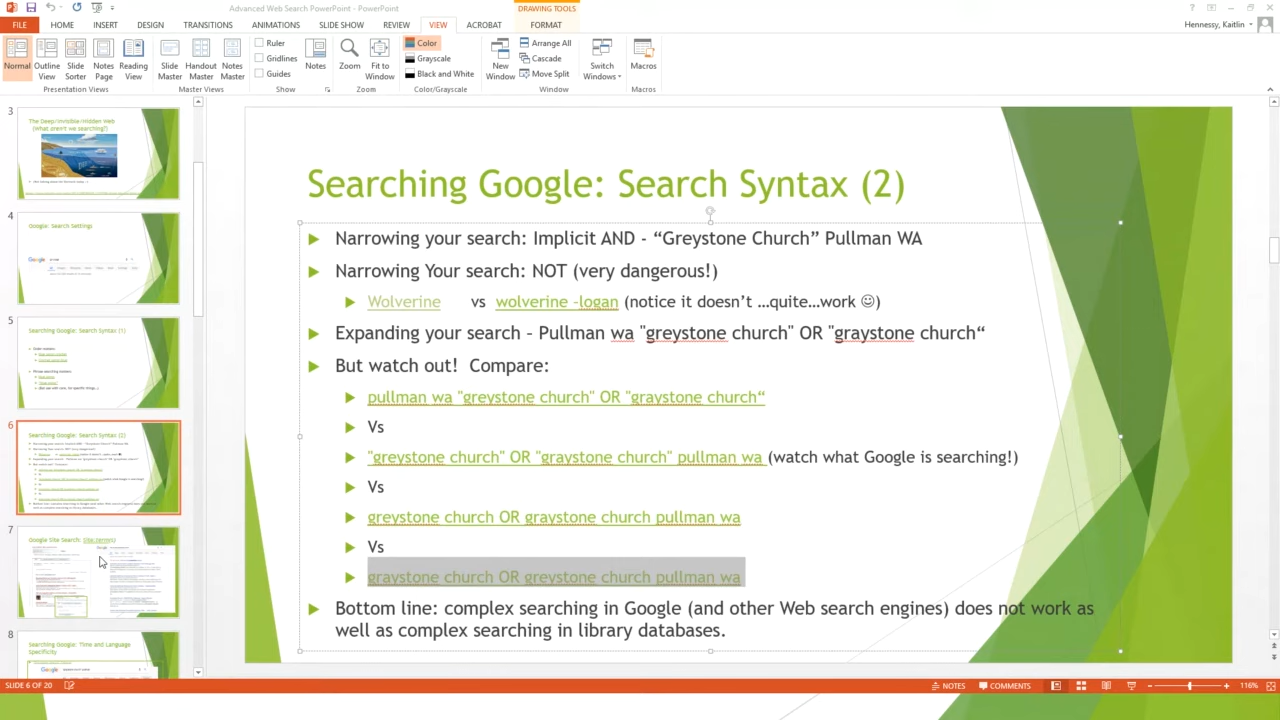 Advanced Web Search PowerPoint - PowerPoint
DRAWING TOOLS
FILE HOME INSERT DESIGN TRANSITIONS ANIMATIONS SLIDE SHOW REVIEW VIEW ACROBAT FORMAT
Hennessy, Kaitlin
Normal Outline View Slide Sorter Notes Page Reading View
Presentation Views
Slide Master Handout Master Notes Master
Master Views
Ruler
Gridlines
Guides
Notes
Show
Zoom Fit to Window
Zoom
Color
Grayscale
Black and White
Color/Grayscale
New Window
Arrange All
Cascade
Move Split
Switch Windows
Window
Macros
Macros
3
The Deep/Invisible/Hidden Web
(What aren't we searching?)
4
Google: Search Settings
Google
5
Searching Google: Search Syntax (1)
6
Searching Google: Search Syntax (2)
7
Google Site Search: Site:term(s)
8
Searching Google: Time and Language
Specificity
Google
Searching Google: Search Syntax (2)
Narrowing your search: Implicit AND - “Greystone Church” Pullman WA
Narrowing Your search: NOT (very dangerous!)
Wolverine vs wolverine -logan (notice it doesn’t …quite…work ☺)
Expanding your search – Pullman wa "greystone church" OR "graystone church“
But watch out! Compare:
pullman wa "greystone church" OR "graystone church“
Vs
"greystone church" OR "graystone church" pullman (watch what Google is searching!)
Vs
greystone church OR graystone church pullman wa
Vs
graystone church OR greystone church pullman wa
Bottom line: complex searching in Google (and other Web search engines) does not work as
well as complex searching in library databases.
SLIDE 6 OF 20
NOTES COMMENTS 116%